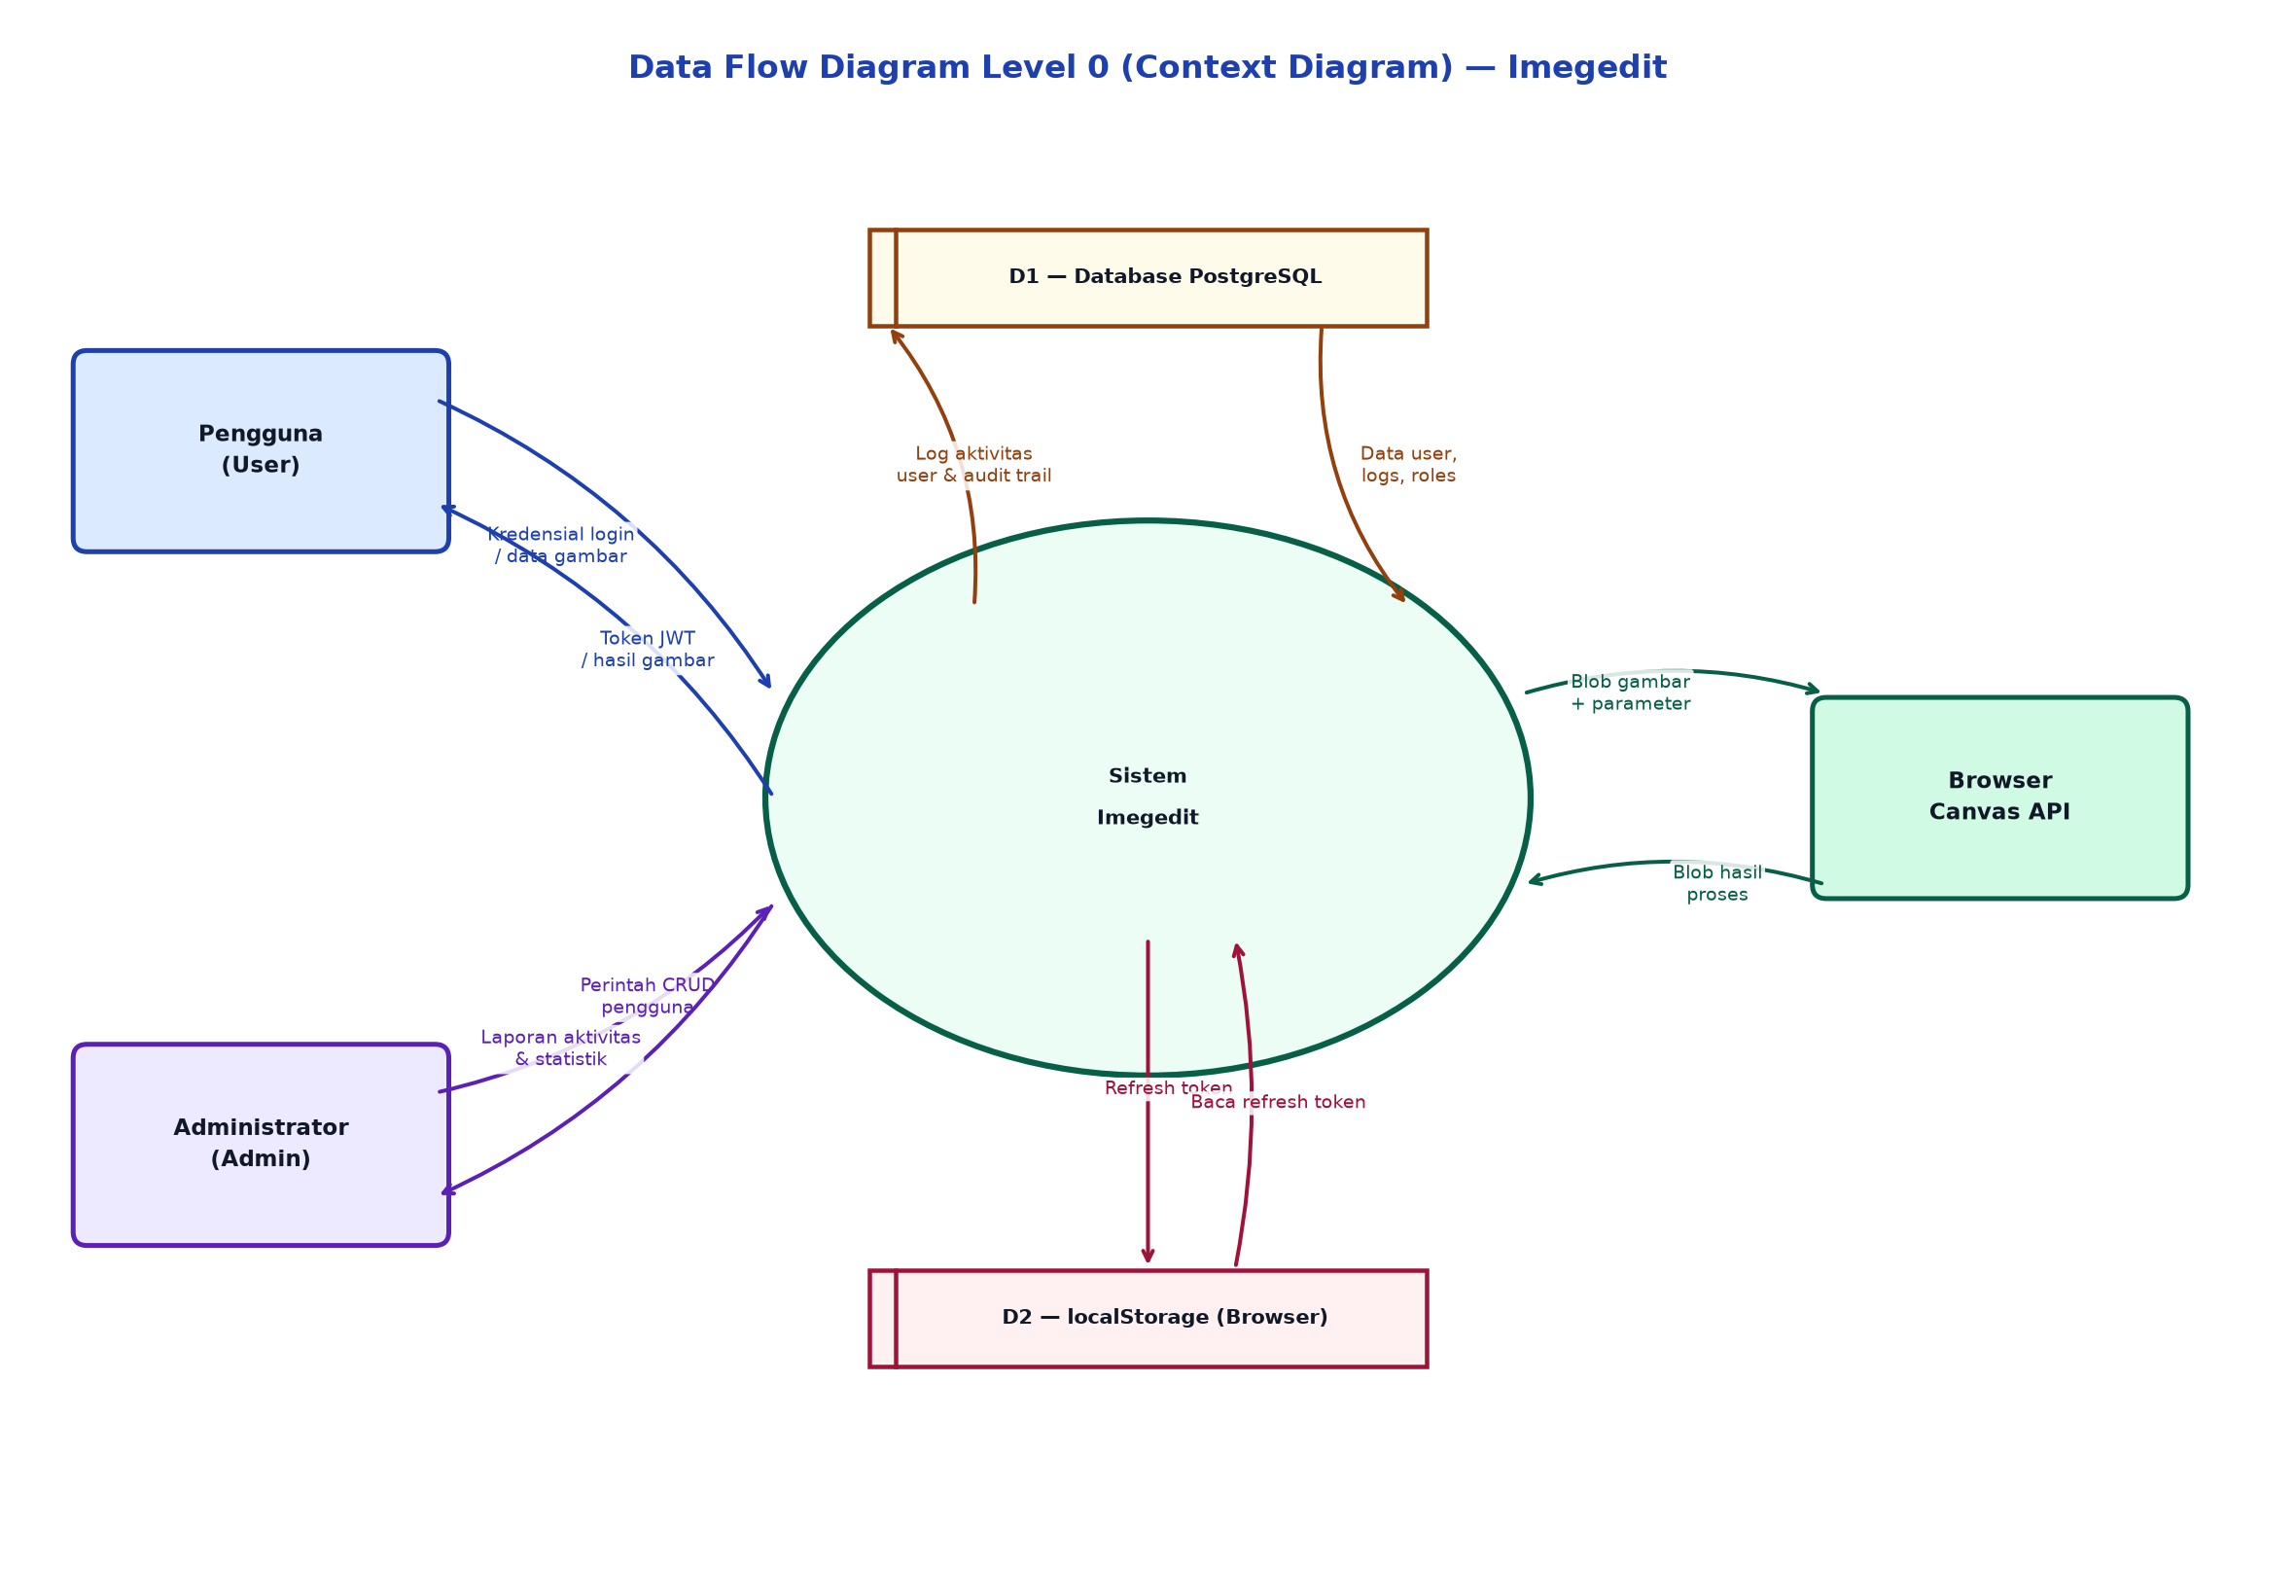 Data Flow Diagram Level 0 (Context Diagram) — Imegedit
D1 — Database PostgreSQL
Pengguna
(User)
Log aktivitas
user & audit trail
Data user,
logs, roles
Kredensial login
/ data gambar
Token JWT
/ hasil gambar
Blob gambar
+ parameter
Sistem
Imegedit
Browser
Canvas API
Blob hasil
proses
Perintah CRUD
pengguna
Laporan aktivitas
& statistik
Refresh token
Baca refresh token
Administrator
(Admin)
D2 — localStorage (Browser)